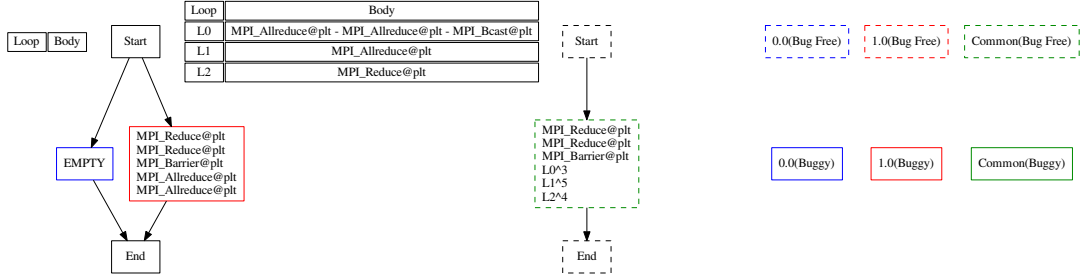 Loop Body
Start
EMPTY
MPI_Reduce@plt
MPI_Reduce@plt
MPI_Barrier@plt
MPI_Allreduce@plt
MPI_Allreduce@plt
End
Loop Body
L0 MPI_Allreduce@plt - MPI_Allreduce@plt - MPI_Bcast@plt
L1 MPI_Allreduce@plt
L2 MPI_Reduce@plt
Start
MPI_Reduce@plt
MPI_Reduce@plt
MPI_Barrier@plt
L0^3
L1^5
L2^4
End
0.0(Bug Free) 1.0(Bug Free) Common(Bug Free)
0.0(Buggy) 1.0(Buggy) Common(Buggy)